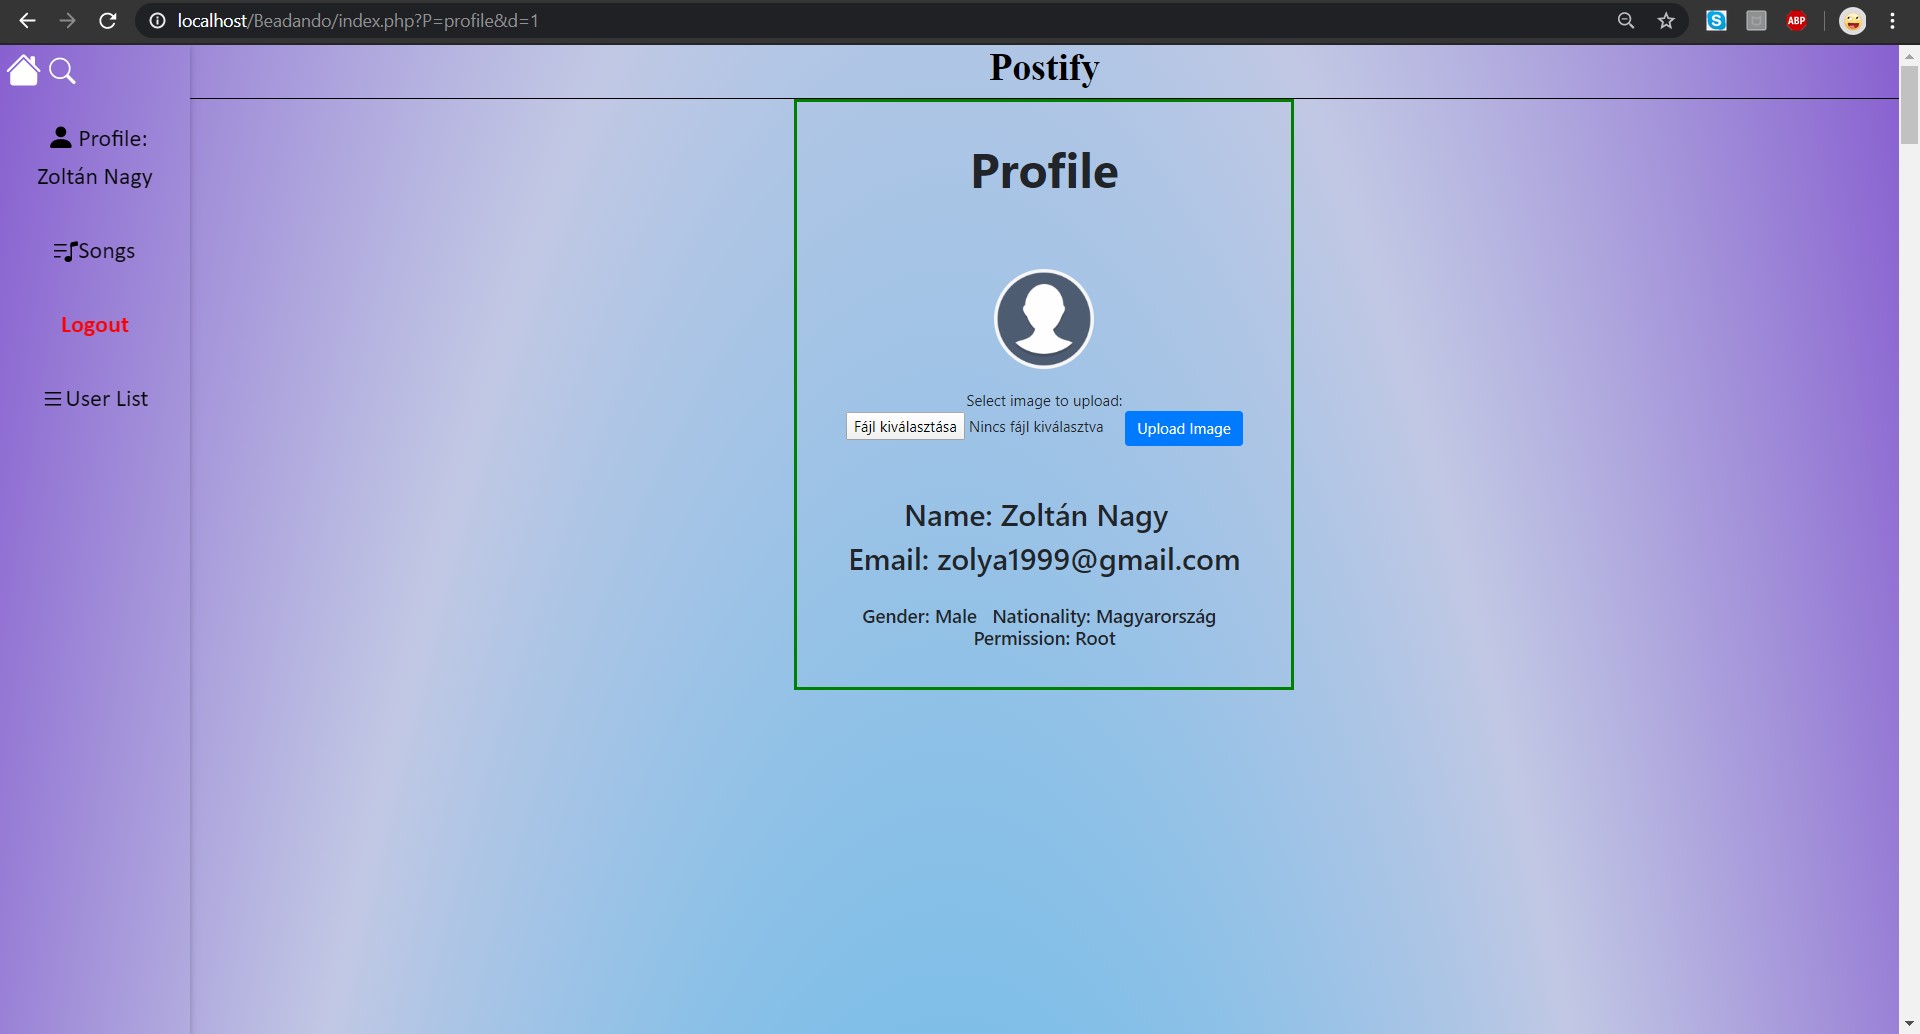 localhost/Beadando/index.php?P=profile&d=1
S
ABP
Postify
Profile:
Zoltán Nagy
Songs
Logout
User List
Profile
Select image to upload:
Fájl kiválasztása Nincs fájl kiválasztva Upload Image
Name: Zoltán Nagy
Email: zolya1999@gmail.com
Gender: Male Nationality: Magyarország
Permission: Root